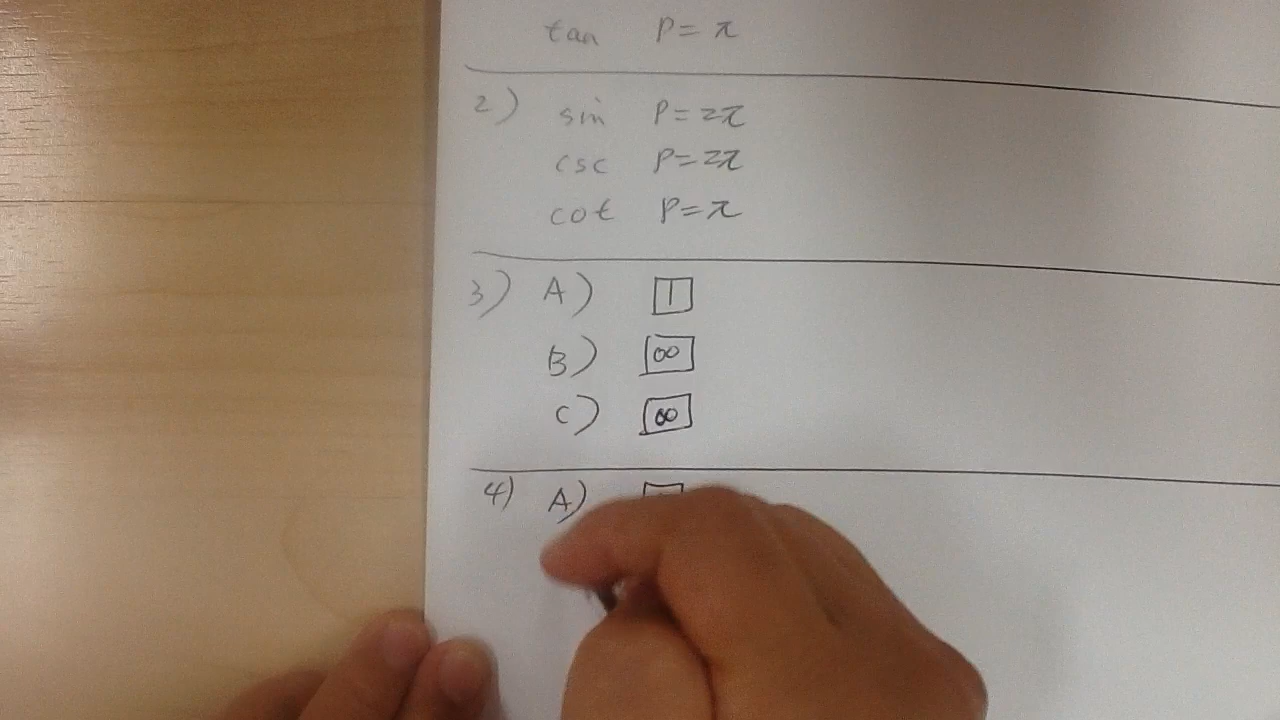 tan P = π
2) sin P = 2π
csc P = 2π
cot P = π
3) A) 1
B) ∞
C) ∞
4) A)